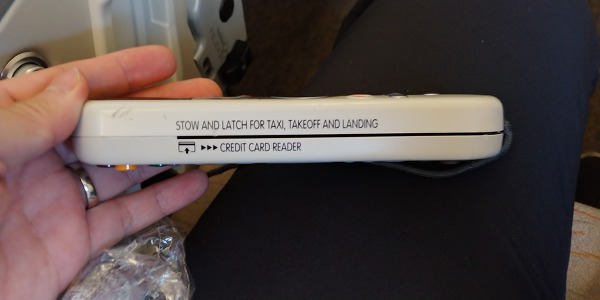 STOW AND LATCH FOR TAXI, TAKEOFF AND LANDING
▸▸▸ CREDIT CARD READER